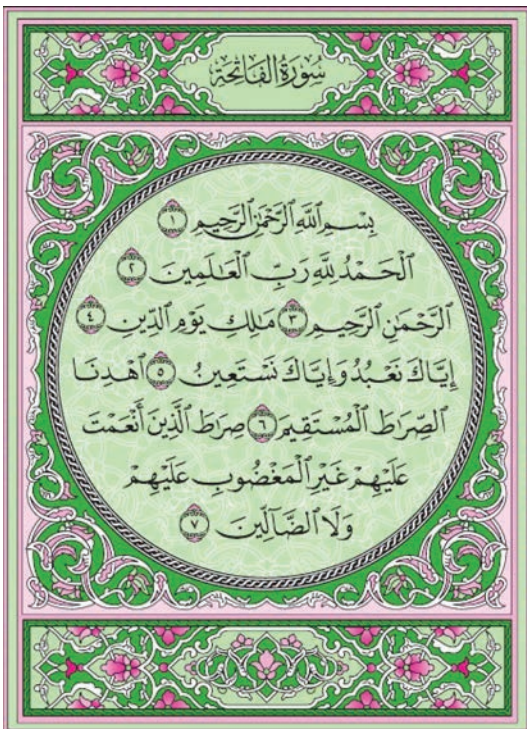 سُورَةُ الفَاتِحَةِ
بِسْمِ ٱللَّهِ ٱلرَّحْمَٰنِ ٱلرَّحِيمِ ١
ٱلْحَمْدُ لِلَّهِ رَبِّ ٱلْعَٰلَمِينَ ٢
ٱلرَّحْمَٰنِ ٱلرَّحِيمِ ٣ مَٰلِكِ يَوْمِ ٱلدِّينِ ٤
إِيَّاكَ نَعْبُدُ وَإِيَّاكَ نَسْتَعِينُ ٥ ٱهْدِنَا
ٱلصِّرَٰطَ ٱلْمُسْتَقِيمَ ٦ صِرَٰطَ ٱلَّذِينَ أَنْعَمْتَ
عَلَيْهِمْ غَيْرِ ٱلْمَغْضُوبِ عَلَيْهِمْ
وَلَا ٱلضَّآلِّينَ ٧